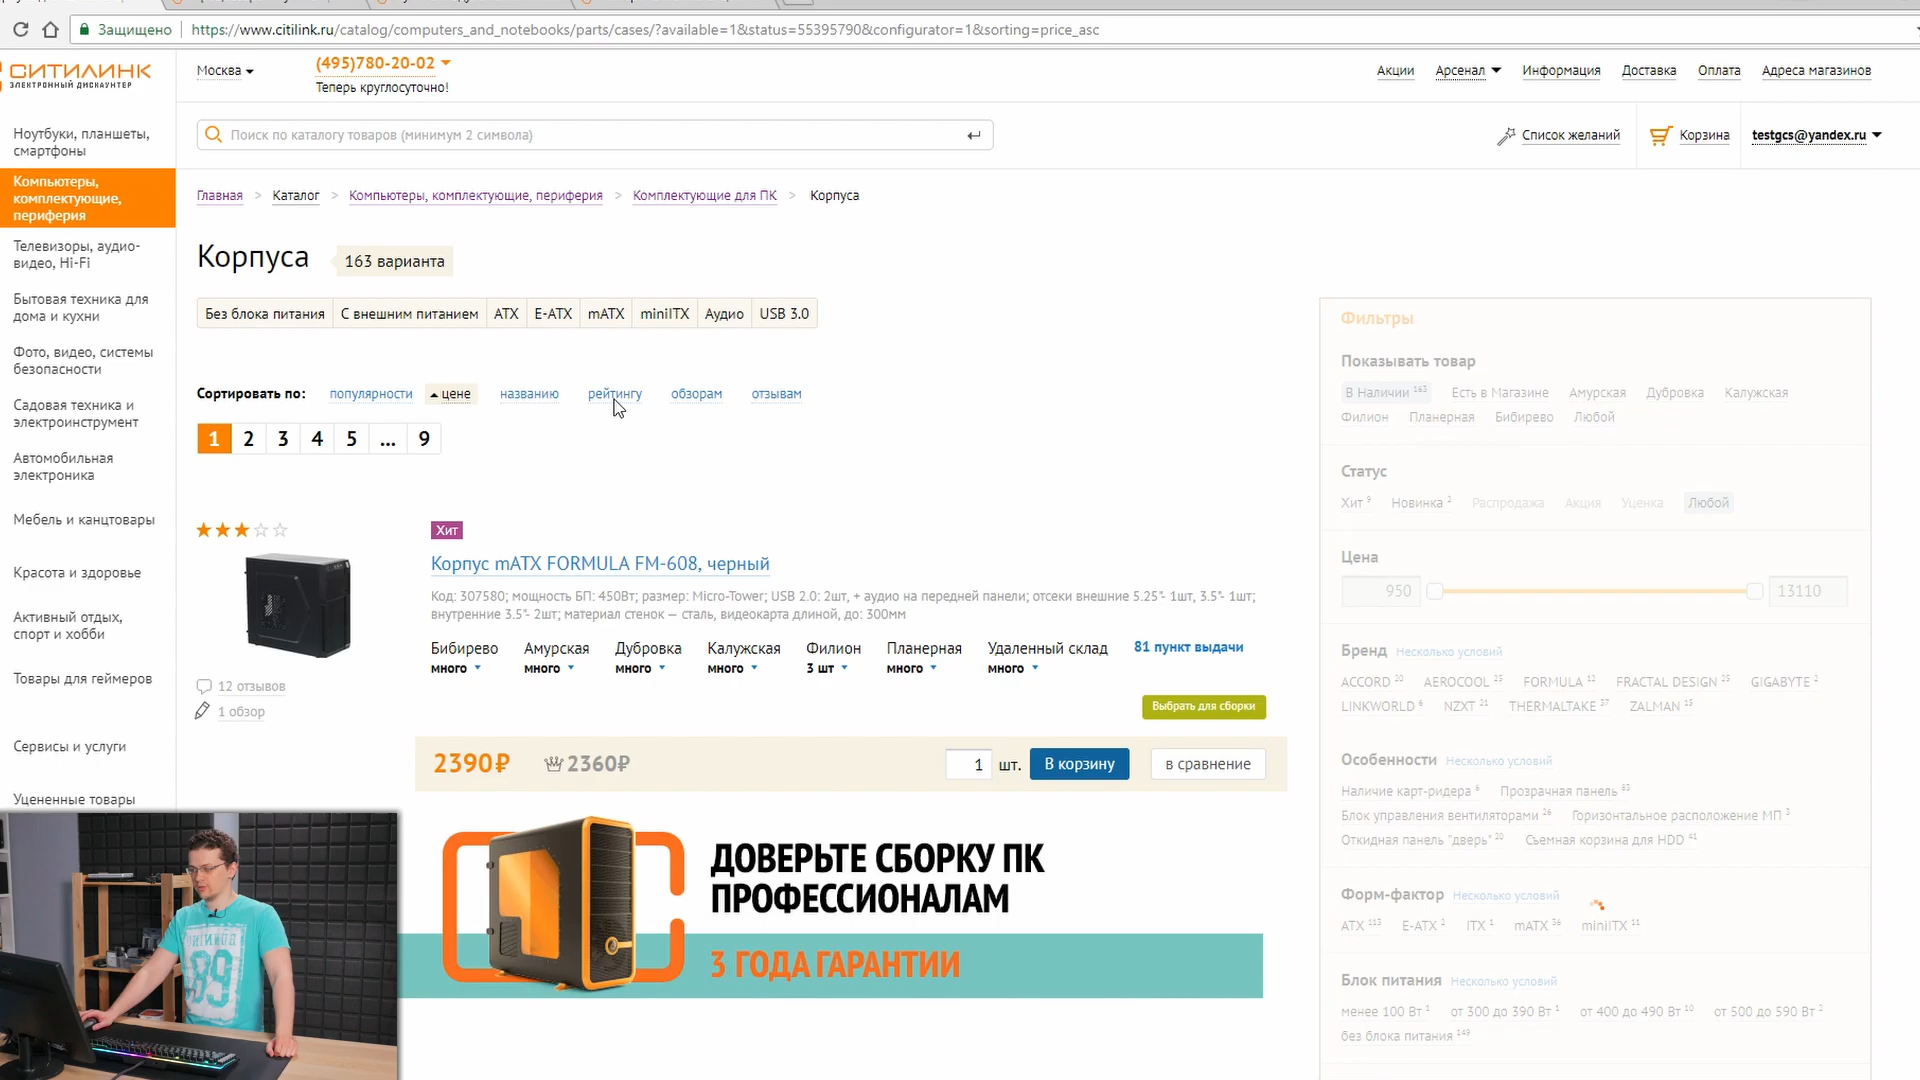 Защищено
https://www.citilink.ru/catalog/computers_and_notebooks/parts/cases/?available=1&status=55395790&configurator=1&sorting=price_asc
СИТИЛИНК
ЭЛЕКТРОННЫЙ ДИСКАУНТЕР
Москва
(495)780-20-02
Теперь круглосуточно!
Акции
Арсенал
Информация
Доставка
Оплата
Адреса магазинов
Поиск по каталогу товаров (минимум 2 символа)
Список желаний
Корзина
testgcs@yandex.ru
Ноутбуки, планшеты,
смартфоны
Компьютеры,
комплектующие,
периферия
Телевизоры, аудио-
видео, Hi-Fi
Бытовая техника для
дома и кухни
Фото, видео, системы
безопасности
Садовая техника и
электроинструмент
Автомобильная
электроника
Мебель и канцтовары
Красота и здоровье
Активный отдых,
спорт и хобби
Товары для геймеров
Сервисы и услуги
Уцененные товары
Главная > Каталог > Компьютеры, комплектующие, периферия > Комплектующие для ПК > Корпуса
Корпуса
163 варианта
Без блока питания
С внешним питанием
ATX
E-ATX
mATX
miniITX
Аудио
USB 3.0
Сортировать по: популярности цене названию рейтингу обзорам отзывам
1 2 3 4 5 ... 9
Хит
Корпус mATX FORMULA FM-608, черный
Код: 307580; мощность БП: 450Вт; размер: Micro-Tower; USB 2.0: 2шт, + аудио на передней панели; отсеки внешние 5.25"- 1шт, 3.5"- 1шт;
внутренние 3.5"- 2шт; материал стенок — сталь, видеокарта длиной, до: 300мм
Бибирево Амурская Дубровка Калужская Филион Планерная Удаленный склад 81 пункт выдачи
много много много много 3 шт много много
12 отзывов
1 обзор
Выбрать для сборки
2390₽ 2360₽
1 шт.
В корзину
в сравнение
ДОВЕРЬТЕ СБОРКУ ПК
ПРОФЕССИОНАЛАМ
3 ГОДА ГАРАНТИИ
89
Фильтры
Показывать товар
В Наличии 163 Есть в Магазине Амурская Дубровка Калужская
Филион Планерная Бибирево Любой
Статус
Хит 9 Новинка 2 Распродажа Акция Уценка Любой
Цена
950 13110
Бренд Несколько условий
ACCORD 20 AEROCOOL 25 FORMULA 12 FRACTAL DESIGN 25 GIGABYTE 2
LINKWORLD 6 NZXT 21 THERMALTAKE 37 ZALMAN 15
Особенности Несколько условий
Наличие карт-ридера 6 Прозрачная панель 83
Блок управления вентиляторами 26 Горизонтальное расположение МП 3
Откидная панель "дверь" 20 Съемная корзина для HDD 41
Форм-фактор Несколько условий
ATX 113 E-ATX 2 ITX 1 mATX 36 miniITX 11
Блок питания Несколько условий
менее 100 Вт 1 от 300 до 390 Вт 1 от 400 до 490 Вт 10 от 500 до 590 Вт 2
без блока питания 149